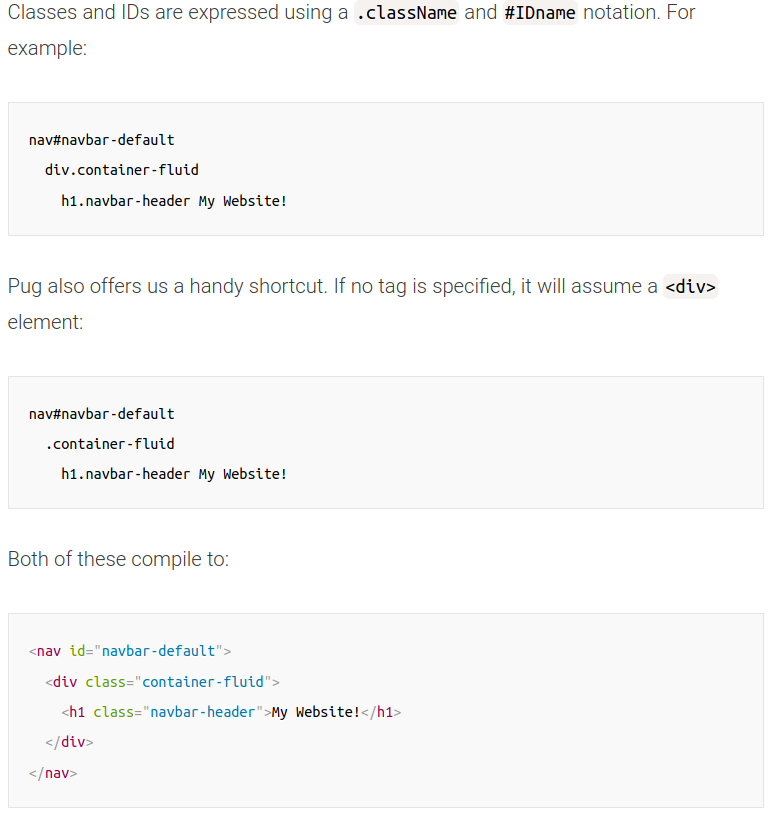 Classes and IDs are expressed using a .className and #IDname notation. For
example:
nav#navbar-default
  div.container-fluid
    h1.navbar-header My Website!
Pug also offers us a handy shortcut. If no tag is specified, it will assume a <div>
element:
nav#navbar-default
  .container-fluid
    h1.navbar-header My Website!
Both of these compile to:
<nav id="navbar-default">
  <div class="container-fluid">
    <h1 class="navbar-header">My Website!</h1>
  </div>
</nav>